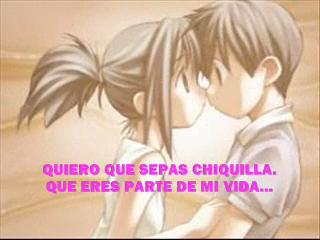 QUIERO QUE SEPAS CHIQUILLA.
QUE ERES PARTE DE MI VIDA...